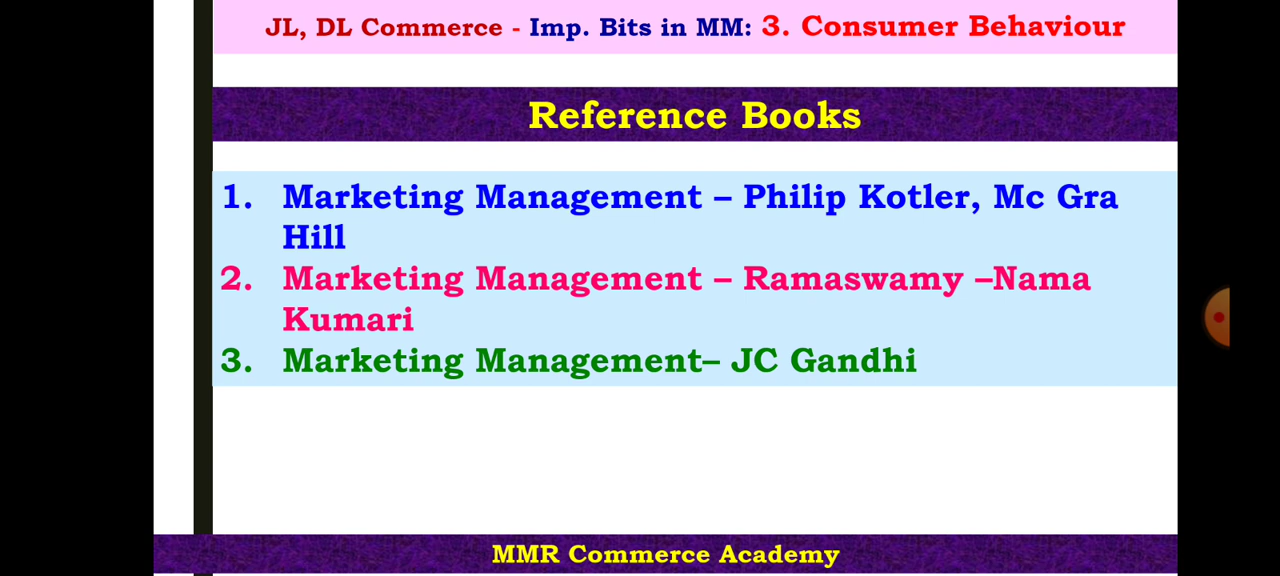 JL, DL Commerce - Imp. Bits in MM: 3. Consumer Behaviour
Reference Books
1. Marketing Management – Philip Kotler, Mc Gra
Hill
2. Marketing Management – Ramaswamy –Nama
Kumari
3. Marketing Management– JC Gandhi
MMR Commerce Academy